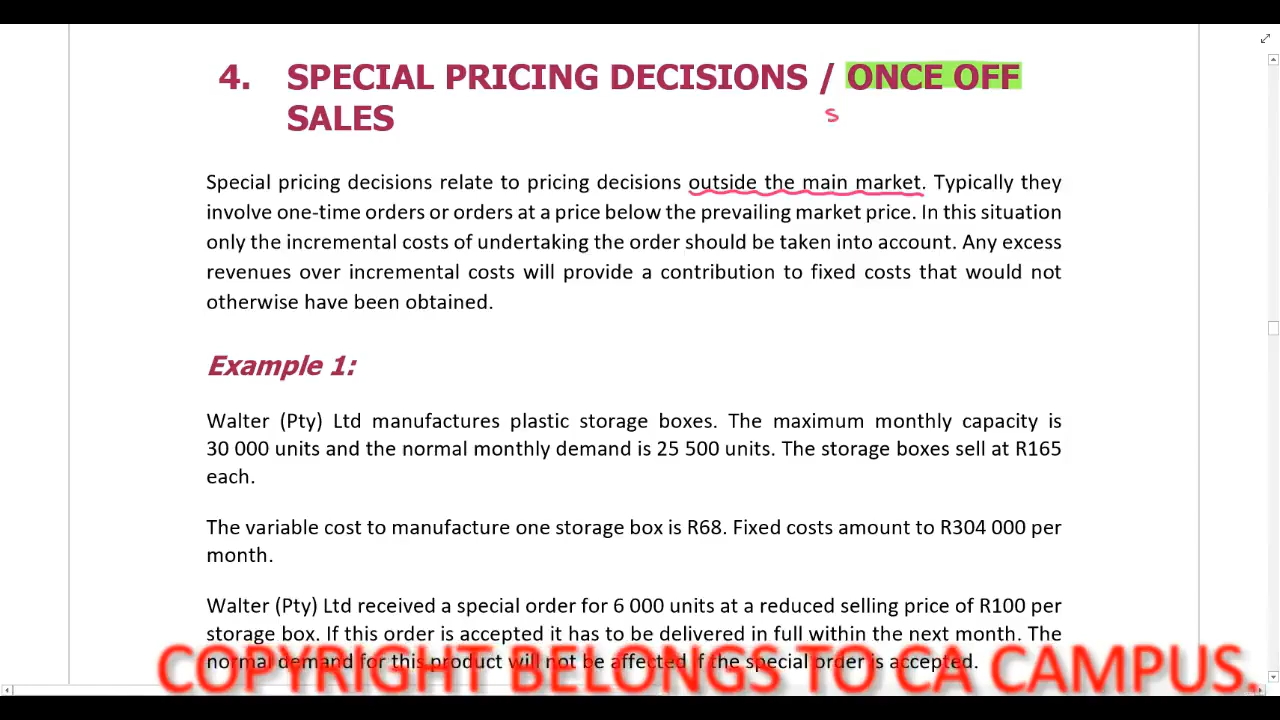 4. SPECIAL PRICING DECISIONS / ONCE OFF
SALES
s
Special pricing decisions relate to pricing decisions outside the main market. Typically they
involve one-time orders or orders at a price below the prevailing market price. In this situation
only the incremental costs of undertaking the order should be taken into account. Any excess
revenues over incremental costs will provide a contribution to fixed costs that would not
otherwise have been obtained.
Example 1:
Walter (Pty) Ltd manufactures plastic storage boxes. The maximum monthly capacity is
30 000 units and the normal monthly demand is 25 500 units. The storage boxes sell at R165
each.
The variable cost to manufacture one storage box is R68. Fixed costs amount to R304 000 per
month.
Walter (Pty) Ltd received a special order for 6 000 units at a reduced selling price of R100 per
storage box. If this order is accepted it has to be delivered in full within the next month. The
normal demand for this product will not be affected if the special order is accepted.
COPYRIGHT BELONGS TO CA CAMPUS.